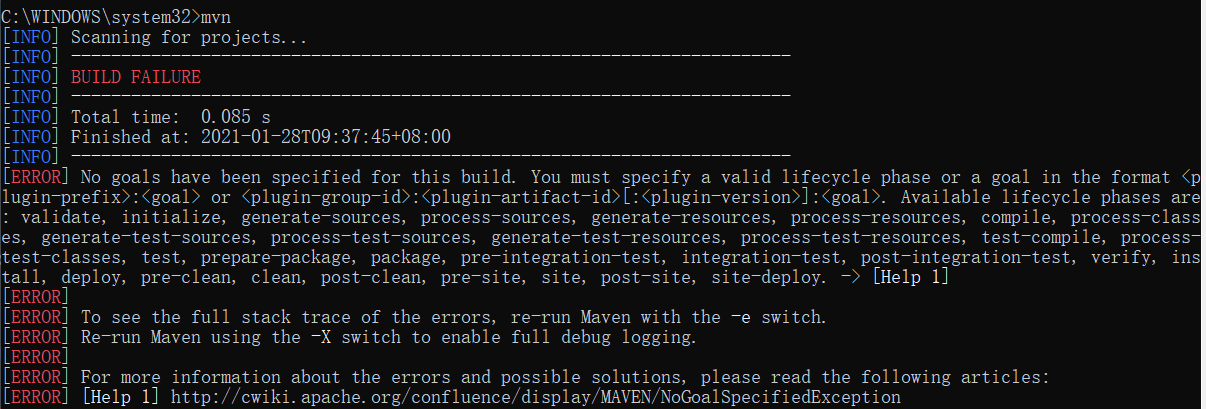 C:\WINDOWS\system32>mvn
[INFO] Scanning for projects...
[INFO] ------------------------------------------------------------------------
[INFO] BUILD FAILURE
[INFO] ------------------------------------------------------------------------
[INFO] Total time:  0.085 s
[INFO] Finished at: 2021-01-28T09:37:45+08:00
[INFO] ------------------------------------------------------------------------
[ERROR] No goals have been specified for this build. You must specify a valid lifecycle phase or a goal in the format <p
lugin-prefix>:<goal> or <plugin-group-id>:<plugin-artifact-id>[:<plugin-version>]:<goal>. Available lifecycle phases are
: validate, initialize, generate-sources, process-sources, generate-resources, process-resources, compile, process-class
es, generate-test-sources, process-test-sources, generate-test-resources, process-test-resources, test-compile, process-
test-classes, test, prepare-package, package, pre-integration-test, integration-test, post-integration-test, verify, ins
tall, deploy, pre-clean, clean, post-clean, pre-site, site, post-site, site-deploy. -> [Help 1]
[ERROR]
[ERROR] To see the full stack trace of the errors, re-run Maven with the -e switch.
[ERROR] Re-run Maven using the -X switch to enable full debug logging.
[ERROR]
[ERROR] For more information about the errors and possible solutions, please read the following articles:
[ERROR] [Help 1] http://cwiki.apache.org/confluence/display/MAVEN/NoGoalSpecifiedException